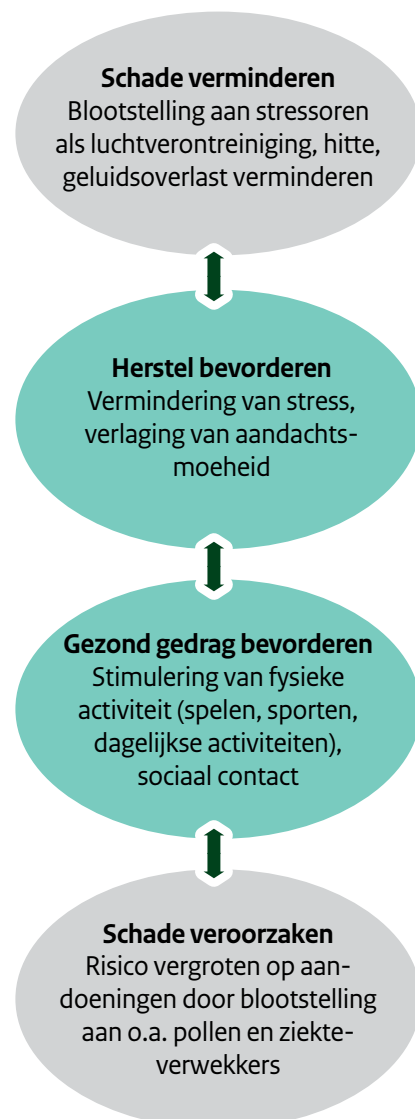 Schade verminderen
Blootstelling aan stressoren
als luchtverontreiniging, hitte,
geluidsoverlast verminderen
Herstel bevorderen
Vermindering van stress,
verlaging van aandachts-
moeheid
Gezond gedrag bevorderen
Stimulering van fysieke
activiteit (spelen, sporten,
dagelijkse activiteiten),
sociaal contact
Schade veroorzaken
Risico vergroten op aan-
doeningen door blootstelling
aan o.a. pollen en ziekte-
verwekkers